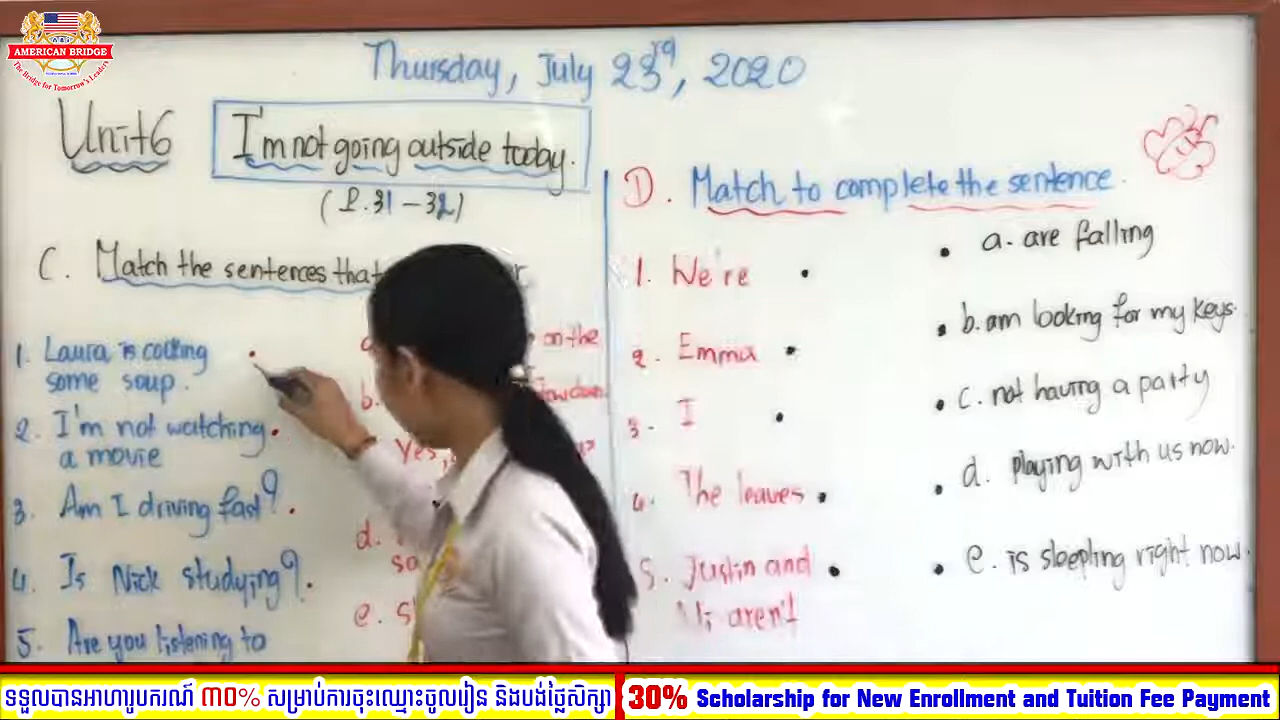 AMERICAN BRIDGE
The Bridge for Tomorrow's Leaders
Thursday, July 23rd, 2020
Unit 6
I'm not going outside today.
(P.31 - 32)
C. Match the sentences that
1. Laura is cooking
some soup.
2. I'm not watching
a movie
3. Am I driving fast?
4. Is Nick studying?
5. Are you listening to
on the
b.
Yes,
d.
e. S
D. Match to complete the sentence.
1. We're
2. Emma
3. I
4. The leaves
5. Justin and
aren't
a. are falling
b. am looking for my keys.
c. not having a party
d. playing with us now.
e. is sleeping right now.
ទទួលបានអាហារូបករណ៍ ៣០% សម្រាប់ការចុះឈ្មោះចូលរៀន និងបង់ថ្លៃសិក្សា
30% Scholarship for New Enrollment and Tuition Fee Payment